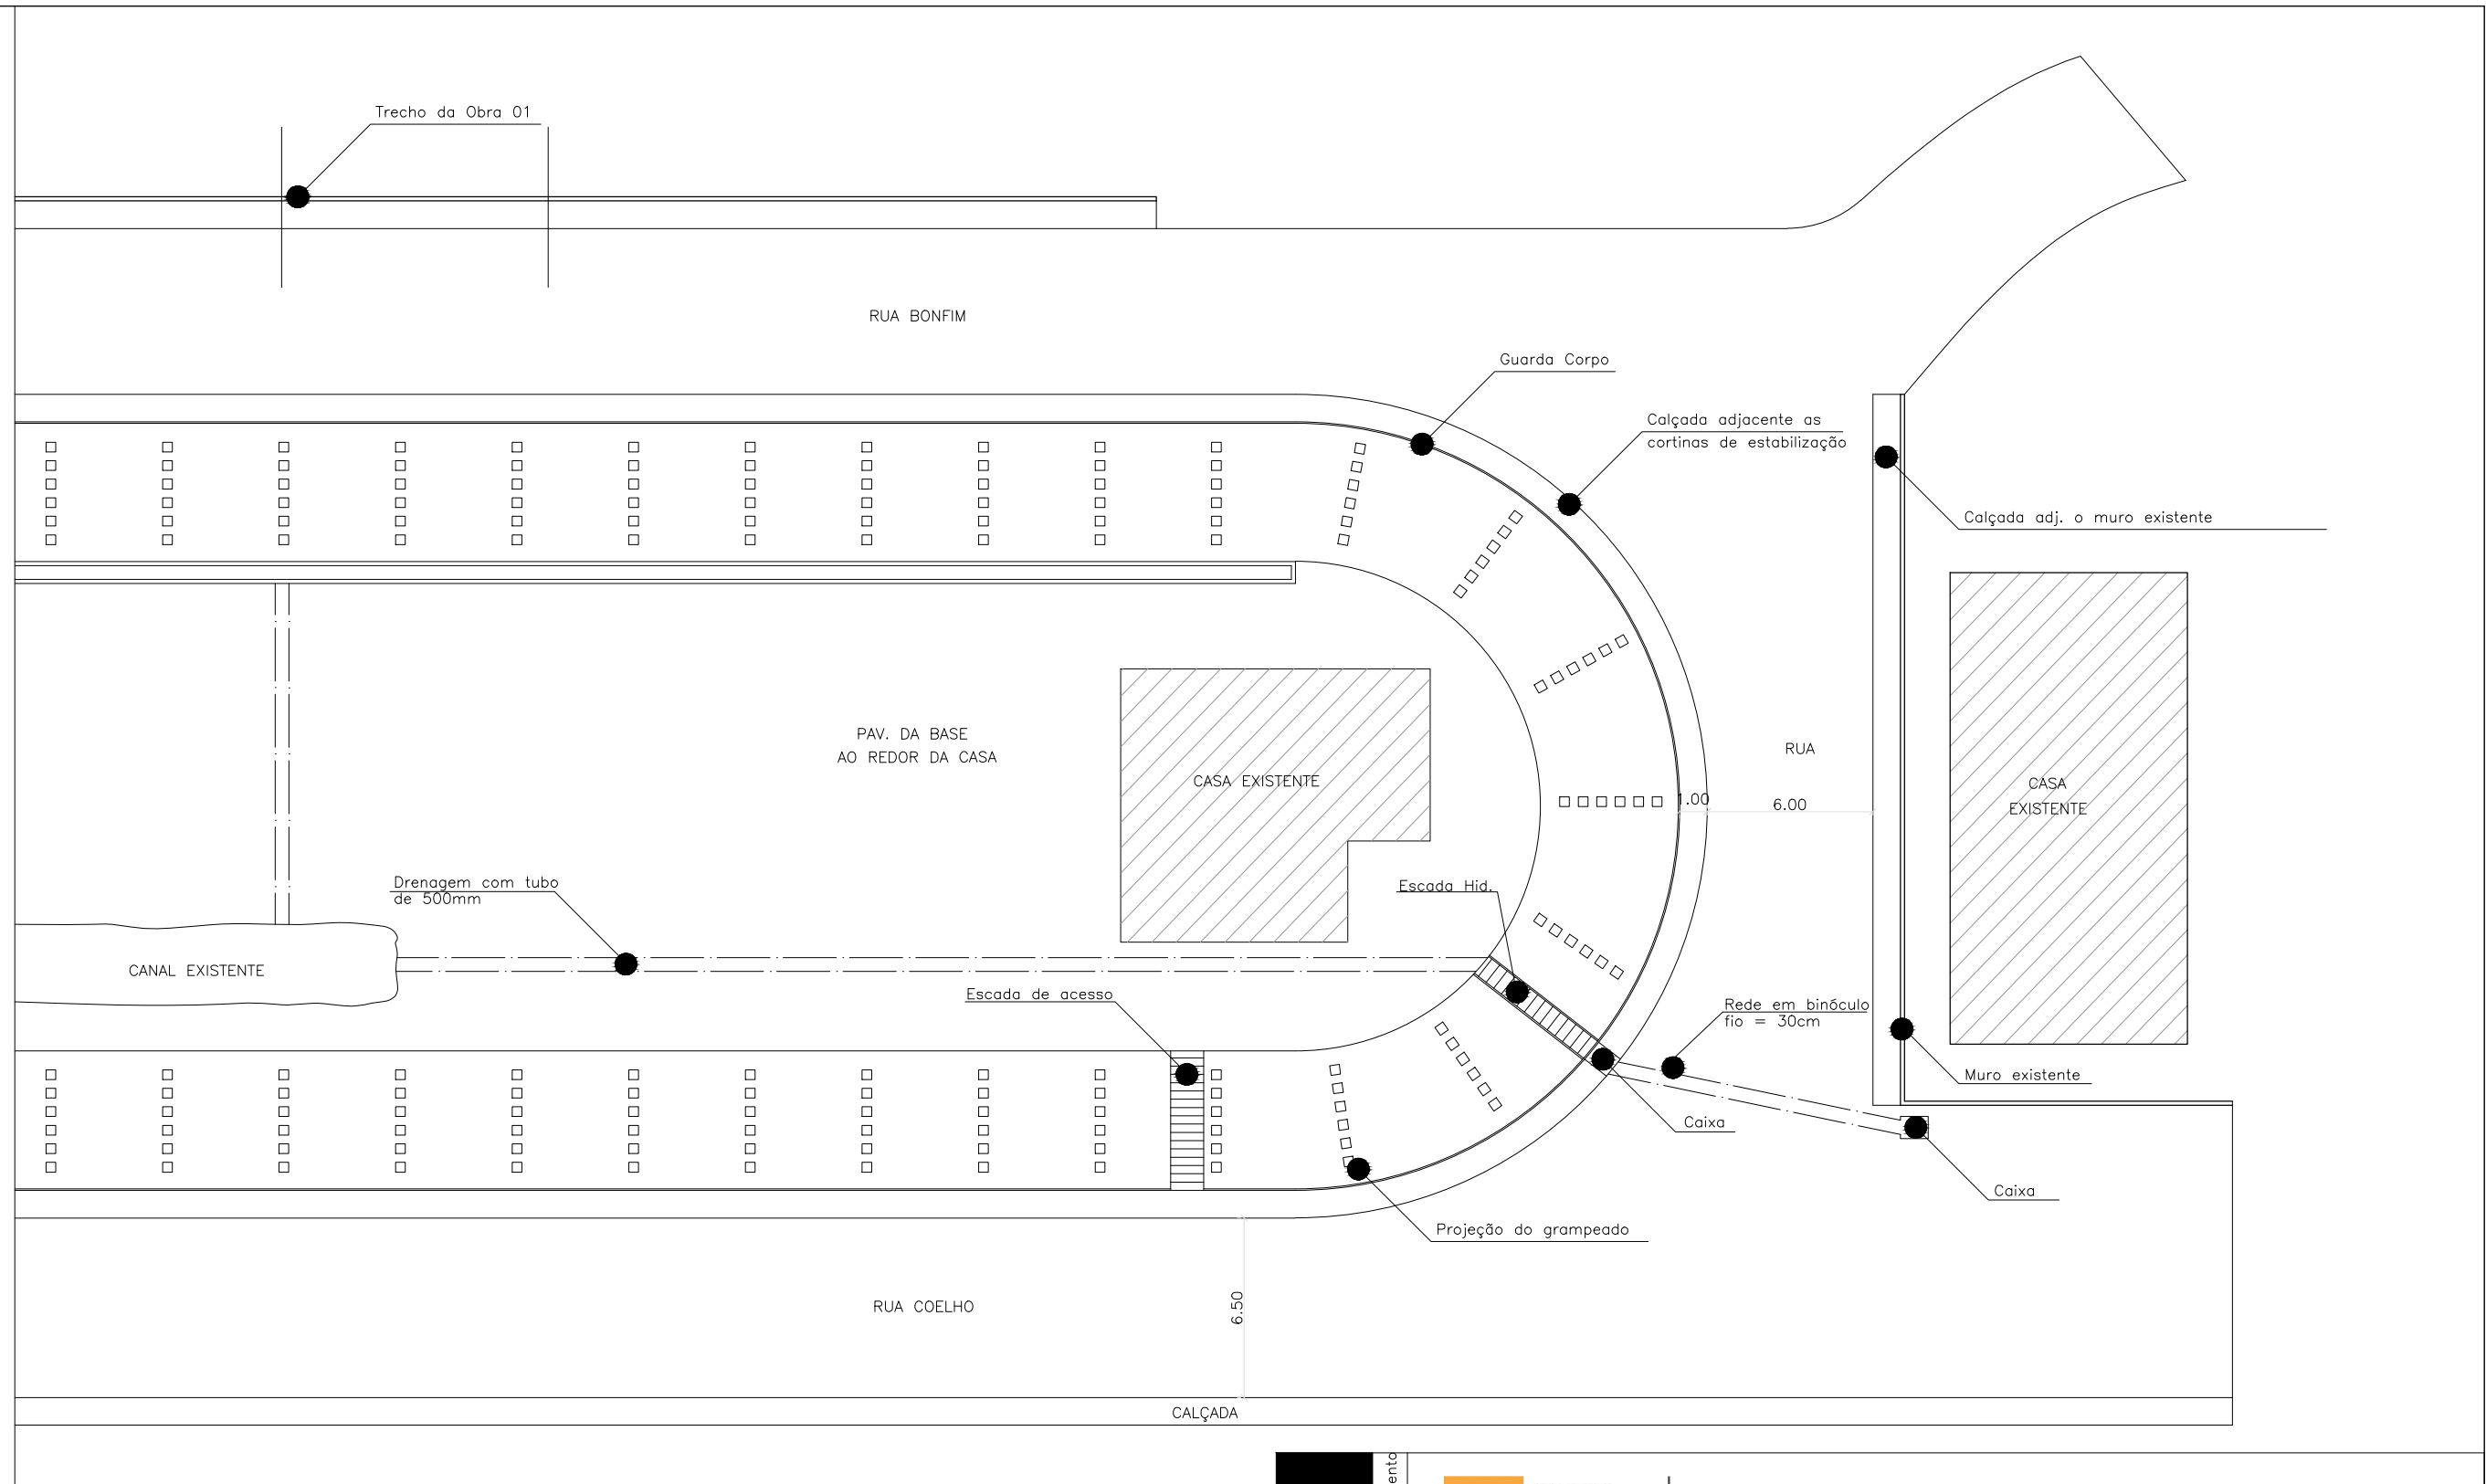 Trecho da Obra 01
RUA BONFIM
Guarda Corpo
Calçada adjacente as
cortinas de estabilização
Calçada adj. o muro existente
PAV. DA BASE
AO REDOR DA CASA
CASA EXISTENTE
RUA
1.00
6.00
CASA
EXISTENTE
Drenagem com tubo
de 500mm
Escada Hid.
CANAL EXISTENTE
Escada de acesso
Rede em binóculo
fio = 30cm
Muro existente
Caixa
Caixa
Projeção do grampeado
RUA COELHO
6.50
CALÇADA